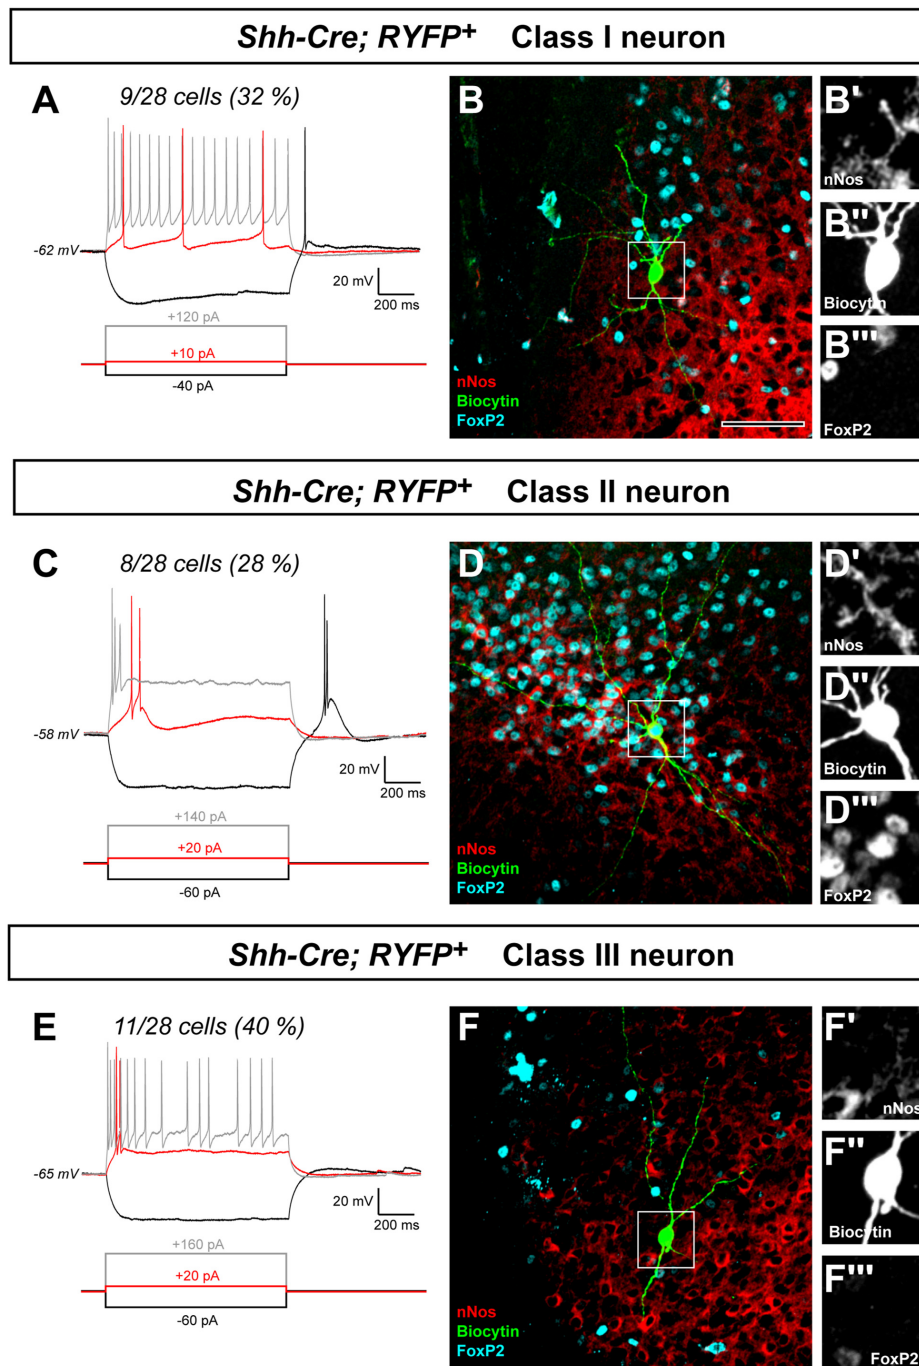 Shh-Cre; RYFP+ Class I neuron
A
9/28 cells (32 %)
-62 mV
20 mV
200 ms
+120 pA
+10 pA
-40 pA
B
nNos
Biocytin
FoxP2
B'
nNos
B''
Biocytin
B'''
FoxP2
Shh-Cre; RYFP+ Class II neuron
C
8/28 cells (28 %)
-58 mV
20 mV
200 ms
+140 pA
+20 pA
-60 pA
D
nNos
Biocytin
FoxP2
D'
nNos
D''
Biocytin
D'''
FoxP2
Shh-Cre; RYFP+ Class III neuron
E
11/28 cells (40 %)
-65 mV
20 mV
200 ms
+160 pA
+20 pA
-60 pA
F
nNos
Biocytin
FoxP2
F'
nNos
F''
Biocytin
F'''
FoxP2